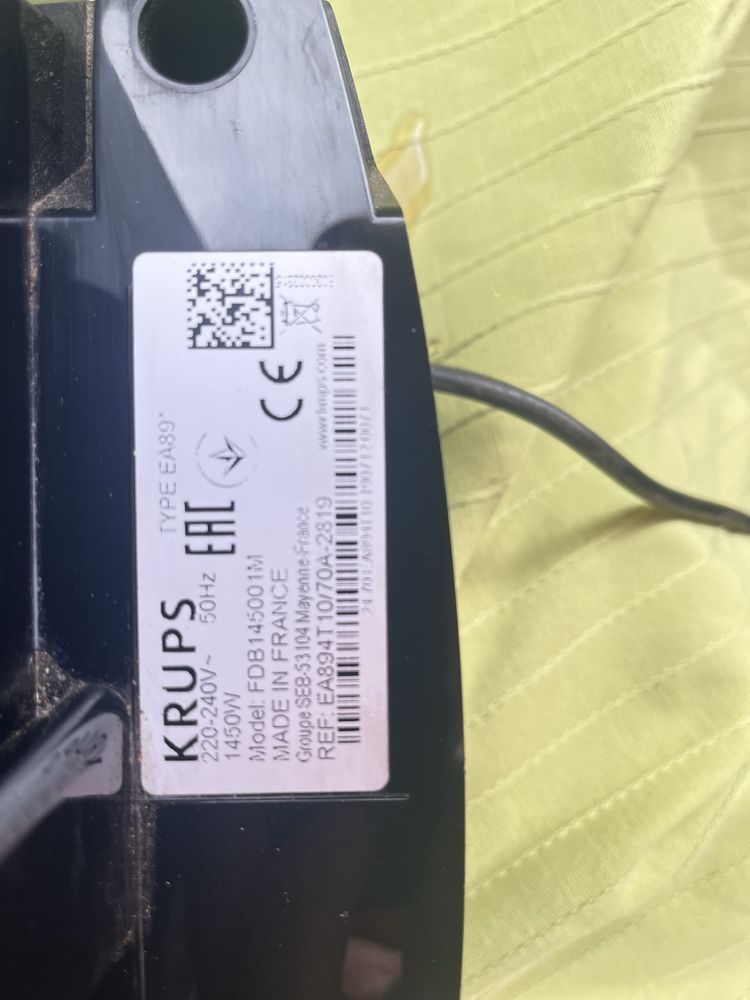 KRUPS
TYPE EA89*
220-240V~ 50Hz
1450W
EAC
CE
Model: FDB145001M
MADE IN FRANCE
Groupe SEB-53104 Mayenne-France
www.krups.com
REF: EA894T10/70A-2819